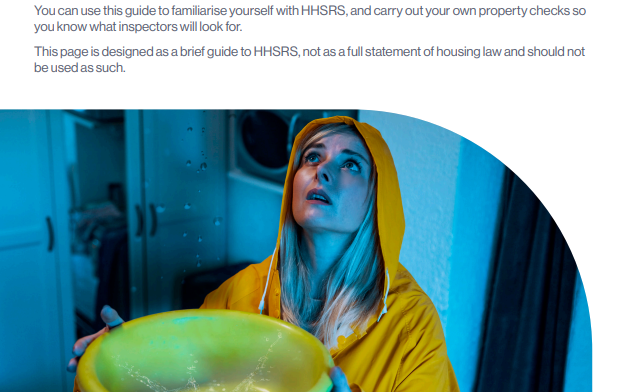 You can use this guide to familiarise yourself with HHSRS, and carry out your own property checks so
you know what inspectors will look for.
This page is designed as a brief guide to HHSRS, not as a full statement of housing law and should not
be used as such.